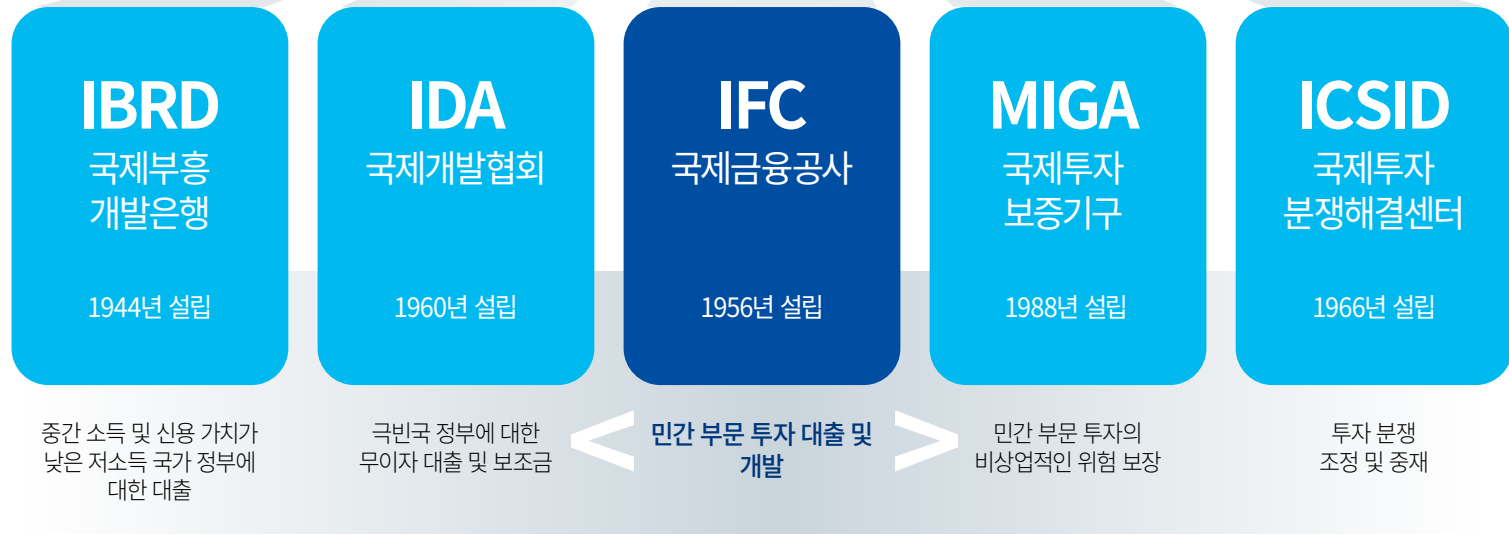 IBRD
국제부흥
개발은행
1944년 설립
중간 소득 및 신용 가치가
낮은 저소득 국가 정부에
대한 대출
IDA
국제개발협회
1960년 설립
극빈국 정부에 대한
무이자 대출 및 보조금
<
IFC
국제금융공사
1956년 설립
민간 부문 투자 대출 및
개발
>
MIGA
국제투자
보증기구
1988년 설립
민간 부문 투자의
비상업적인 위험 보장
ICSID
국제투자
분쟁해결센터
1966년 설립
투자 분쟁
조정 및 중재